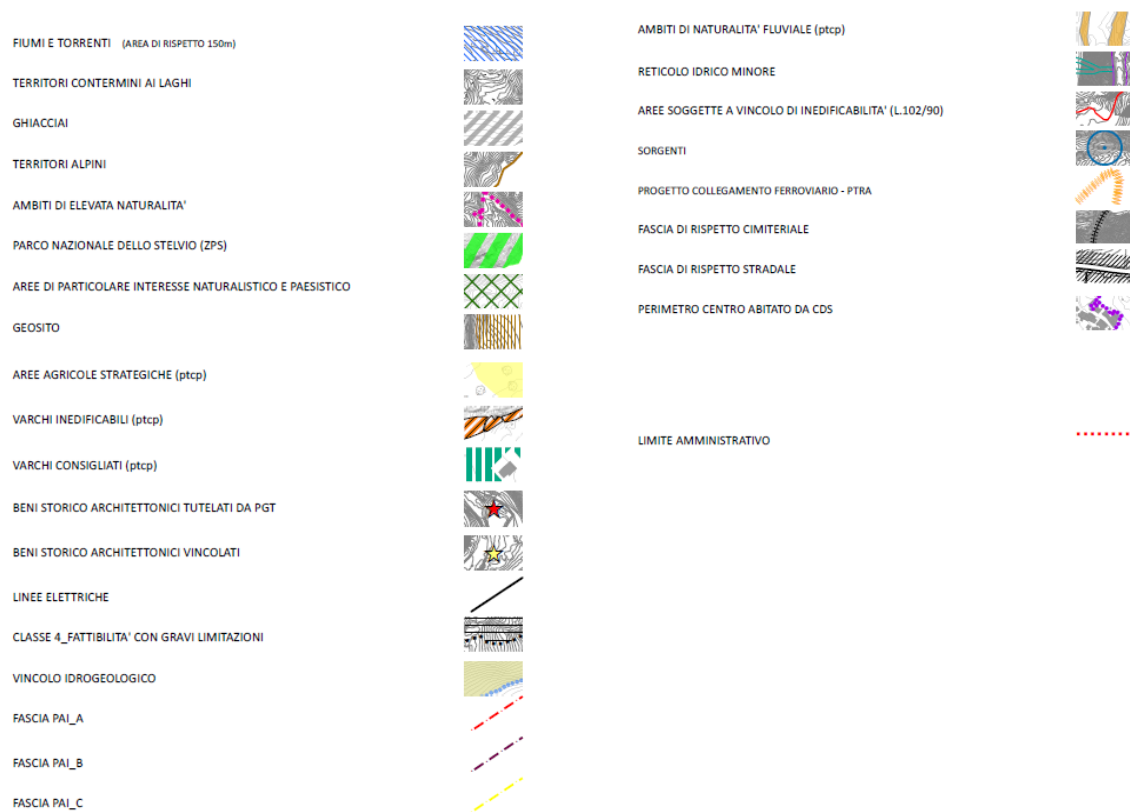 FIUMI E TORRENTI (AREA DI RISPETTO 150m)
TERRITORI CONTERMINI AI LAGHI
GHIACCIAI
TERRITORI ALPINI
AMBITI DI ELEVATA NATURALITA'
PARCO NAZIONALE DELLO STELVIO (ZPS)
AREE DI PARTICOLARE INTERESSE NATURALISTICO E PAESISTICO
GEOSITO
AREE AGRICOLE STRATEGICHE (ptcp)
VARCHI INEDIFICABILI (ptcp)
VARCHI CONSIGLIATI (ptcp)
BENI STORICO ARCHITETTONICI TUTELATI DA PGT
BENI STORICO ARCHITETTONICI VINCOLATI
LINEE ELETTRICHE
CLASSE 4_FATTIBILITA' CON GRAVI LIMITAZIONI
VINCOLO IDROGEOLOGICO
FASCIA PAI_A
FASCIA PAI_B
FASCIA PAI_C
AMBITI DI NATURALITA' FLUVIALE (ptcp)
RETICOLO IDRICO MINORE
AREE SOGGETTE A VINCOLO DI INEDIFICABILITA' (L.102/90)
SORGENTI
PROGETTO COLLEGAMENTO FERROVIARIO - PTRA
FASCIA DI RISPETTO CIMITERIALE
FASCIA DI RISPETTO STRADALE
PERIMETRO CENTRO ABITATO DA CDS
LIMITE AMMINISTRATIVO